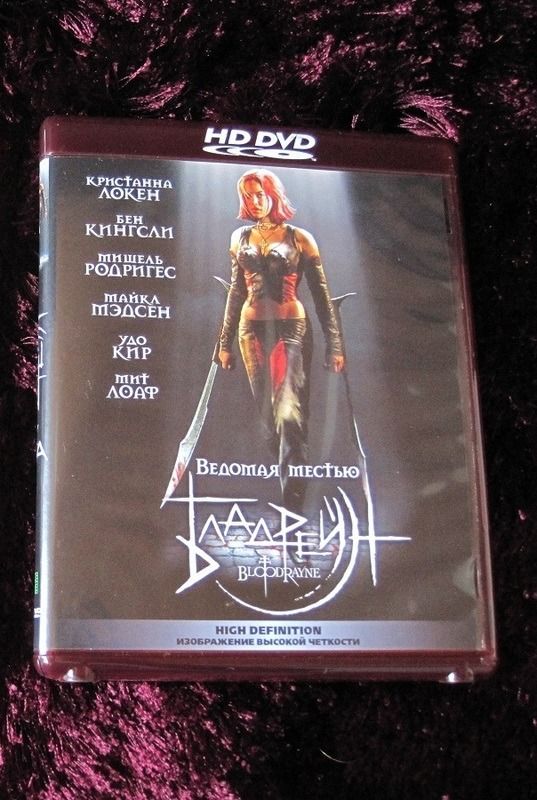 HD DVD
КРИСТАННА
ЛОКЕН
БЕН
КИНГСЛИ
МИШЕЛЬ
РОДРИГЕС
МАЙКЛ
МЭДСЕН
УДО
КИР
МИТ
ЛОАФ
ВЕДОМАЯ МЕСТЬЮ
БЛАДРЕЙН
BLOODRAYNE
HIGH DEFINITION
ИЗОБРАЖЕНИЕ ВЫСОКОЙ ЧЕТКОСТИ